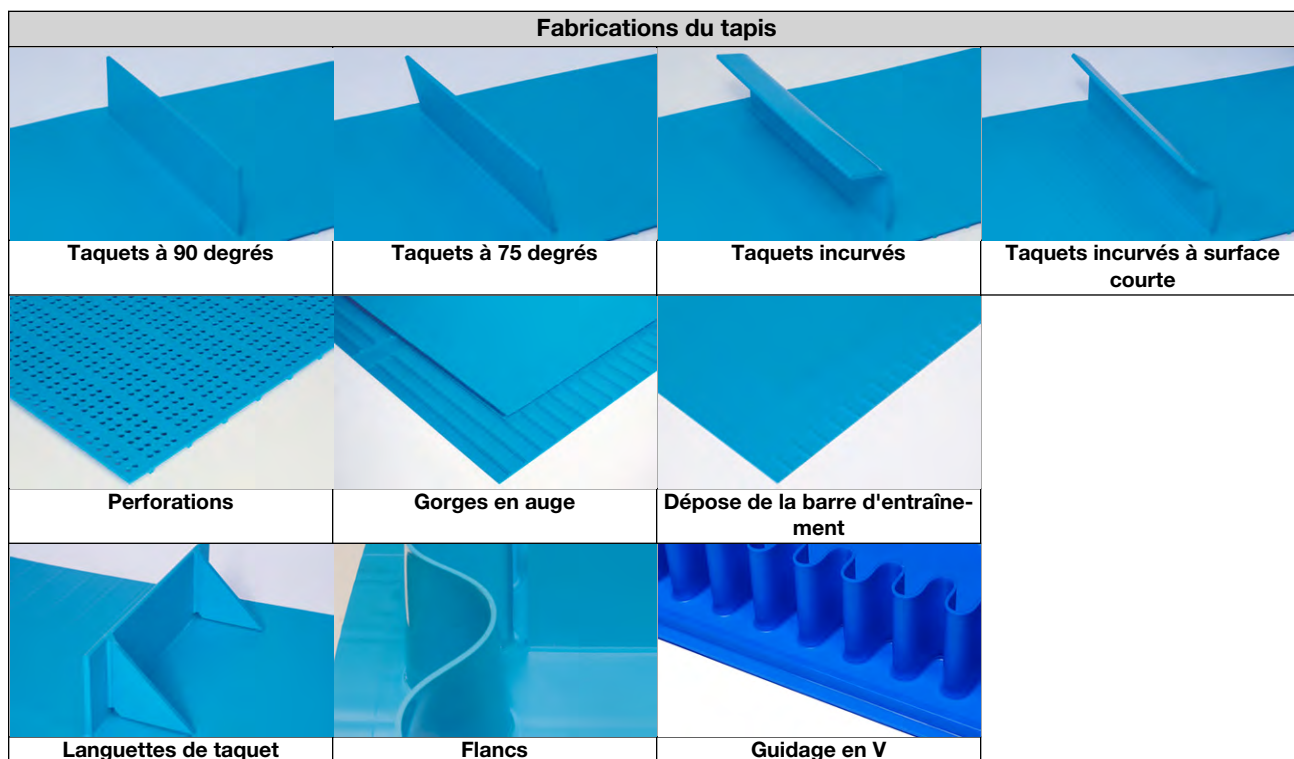 Fabrications du tapis
Taquets à 90 degrés
Taquets à 75 degrés
Taquets incurvés
Taquets incurvés à surface
courte
Perforations
Gorges en auge
Dépose de la barre d'entraîne-
ment
Languettes de taquet
Flancs
Guidage en V